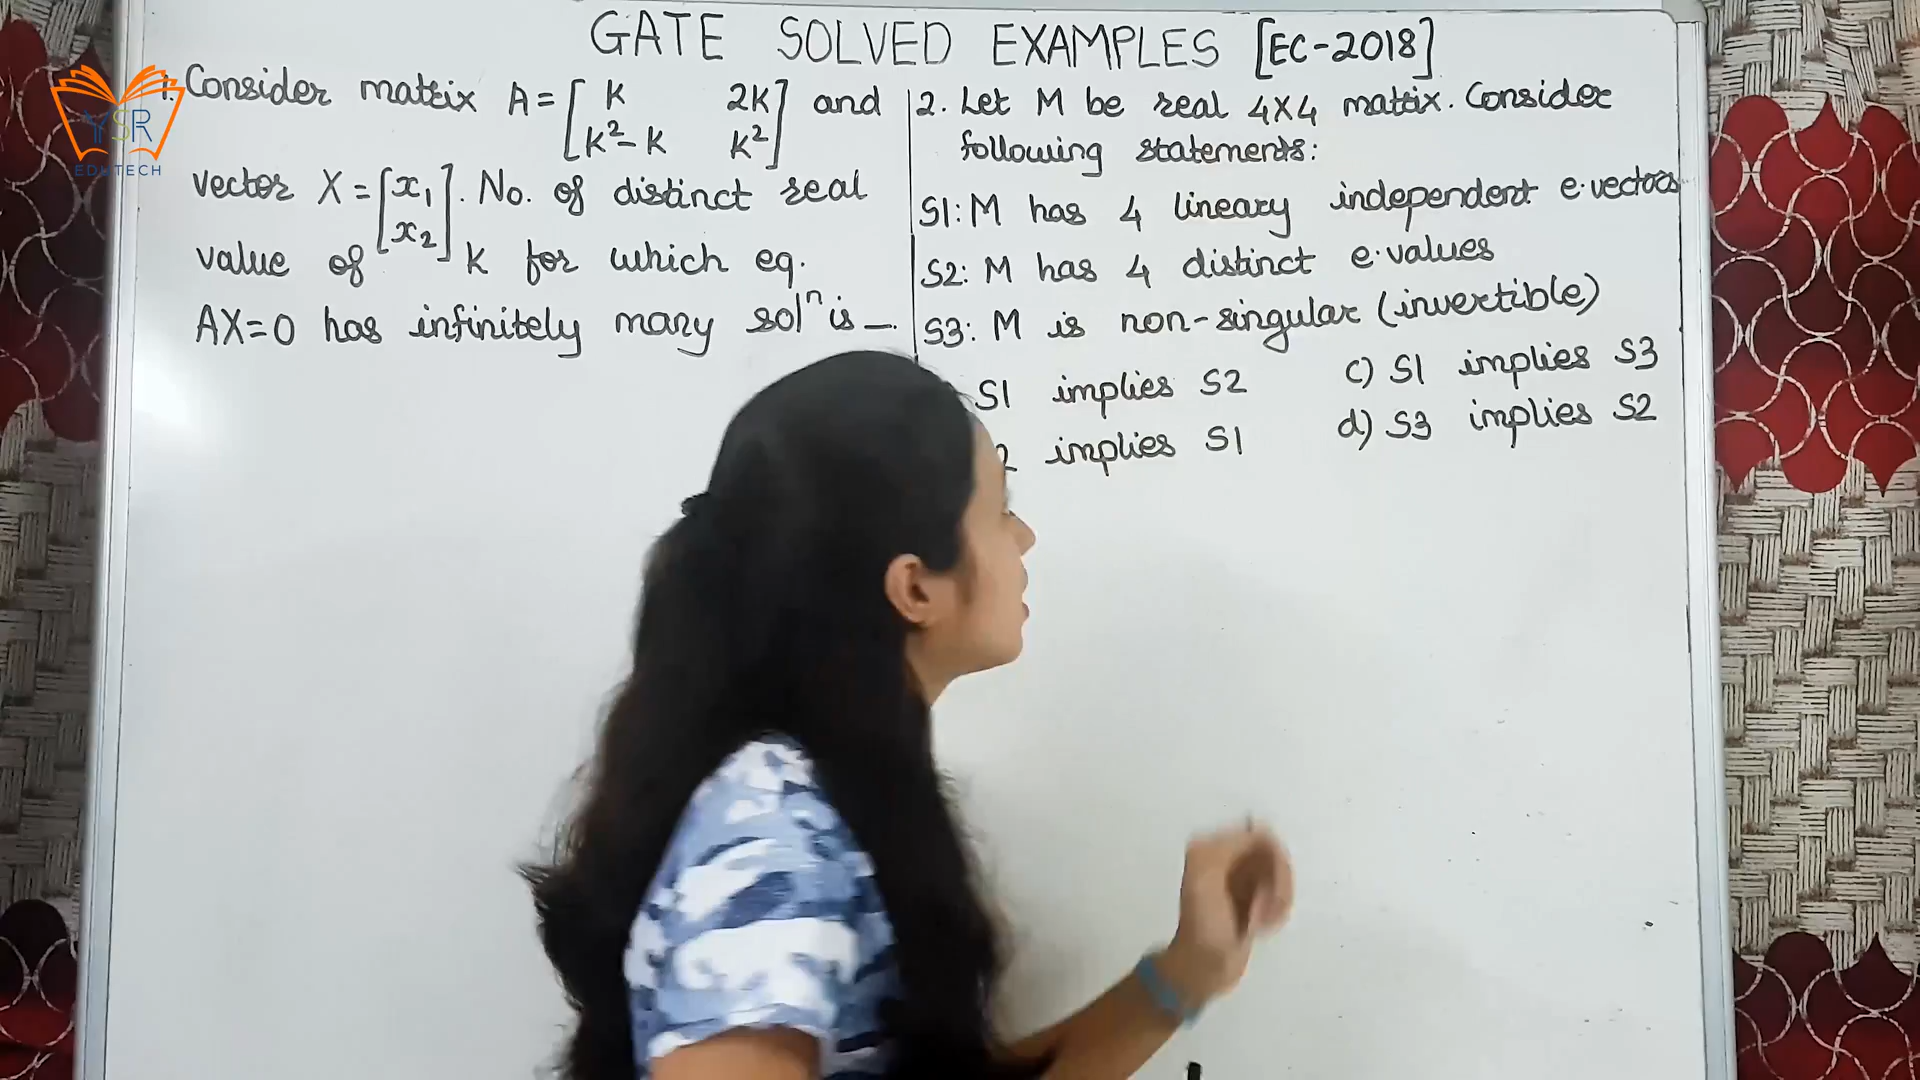 GATE SOLVED EXAMPLES [EC-2018]
1. Consider matrix A = [ k 2k ] and
[ k²-k k² ]
vector X = [ x₁ ] . No. of distinct real
[ x₂ ]
value of k for which eq.
AX=0 has infinitely many solⁿ is _.
2. Let M be real 4X4 matrix. Consider
following statements:
S1: M has 4 lineary independent e.vectors
S2: M has 4 distinct e.values
S3: M is non-singular (invertible)
S1 implies S2
c) S1 implies S3
implies S1
d) S3 implies S2
YSR
EDUTECH